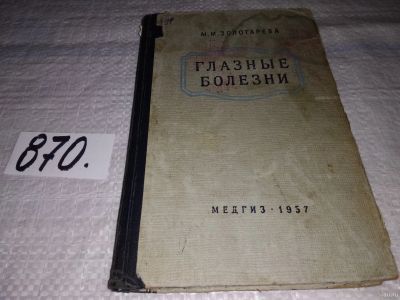 М.М.ЗОЛОТАРЕВА
ГЛАЗНЫЕ
БОЛЕЗНИ
МЕДГИЗ · 1957
870.